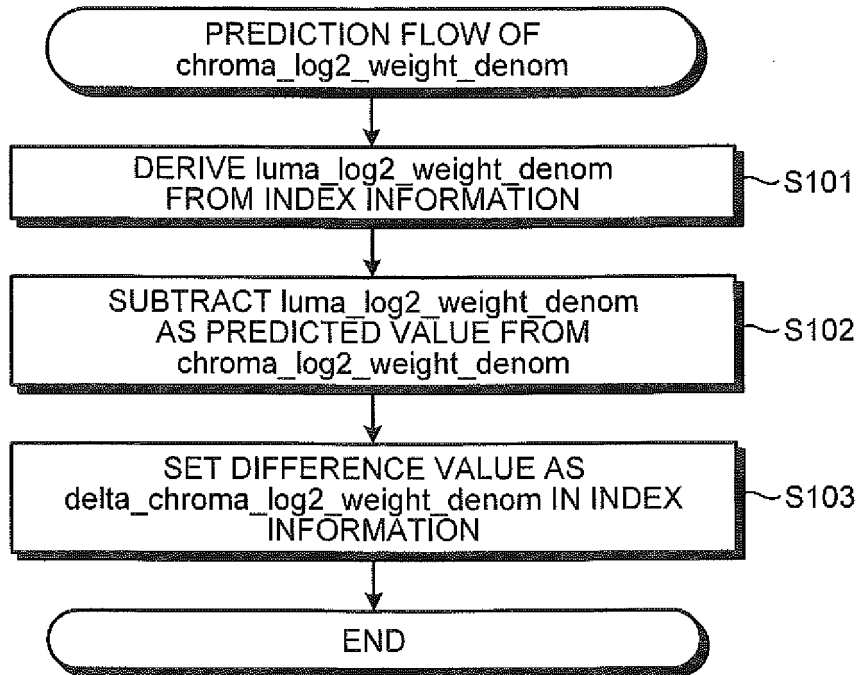 PREDICTION FLOW OF
chroma_log2_weight_denom
DERIVE luma_log2_weight_denom
FROM INDEX INFORMATION
S101
SUBTRACT luma_log2_weight_denom
AS PREDICTED VALUE FROM
chroma_log2_weight_denom
S102
SET DIFFERENCE VALUE AS
delta_chroma_log2_weight_denom IN INDEX
INFORMATION
S103
END